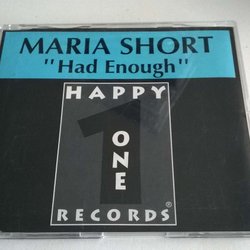 MARIA SHORT
"Had Enough"
HAPPY
1
ONE
RECORDS®